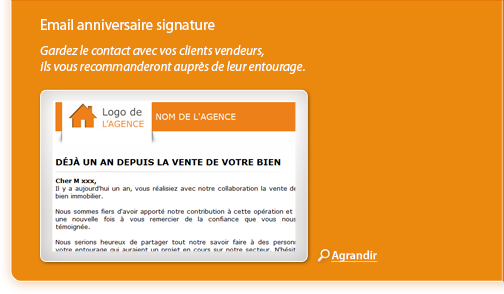 Email anniversaire signature
Gardez le contact avec vos clients vendeurs,
ils vous recommanderont auprès de leur entourage.
Logo de
L'AGENCE
NOM DE L'AGENCE
DÉJÀ UN AN DEPUIS LA VENTE DE VOTRE BIEN
Cher M xxx,
Il y a aujourd'hui un an, vous réalisiez avec notre collaboration la vente de
bien immobilier.
Nous sommes fiers d'avoir apporté notre contribution à cette opération et
une nouvelle fois à vous remercier de la confiance que vous nous
témoignée.
Nous serions heureux de partager tout notre savoir faire à des person
votre entourage qui auraient un projet en cours sur notre secteur. N'hésit
Agrandir